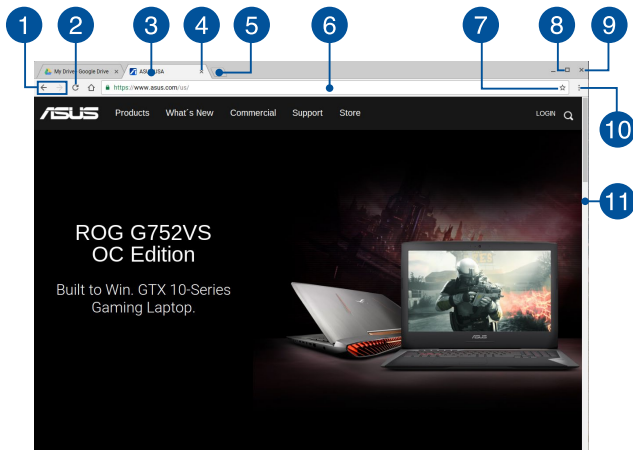 1 2 3 4 5 6 7 8 9
My Drive - Google Drive ASUS USA
https://www.asus.com/us/
10
ASUS Products What's New Commercial Support Store LOGIN
11
ROG G752VS
OC Edition
Built to Win. GTX 10-Series
Gaming Laptop.
ASUS